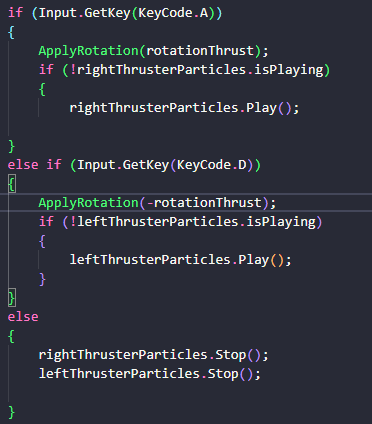 if (Input.GetKey(KeyCode.A))
{
    ApplyRotation(rotationThrust);
    if (!rightThrusterParticles.isPlaying)
    {
        rightThrusterParticles.Play();

}
else if (Input.GetKey(KeyCode.D))
{
    ApplyRotation(-rotationThrust);
    if (!leftThrusterParticles.isPlaying)
    {
        leftThrusterParticles.Play();
    }
}
else
{
    rightThrusterParticles.Stop();
    leftThrusterParticles.Stop();

}